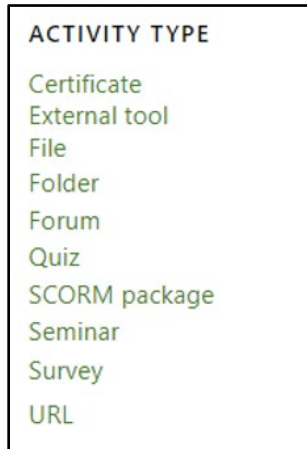 ACTIVITY TYPE
Certificate
External tool
File
Folder
Forum
Quiz
SCORM package
Seminar
Survey
URL